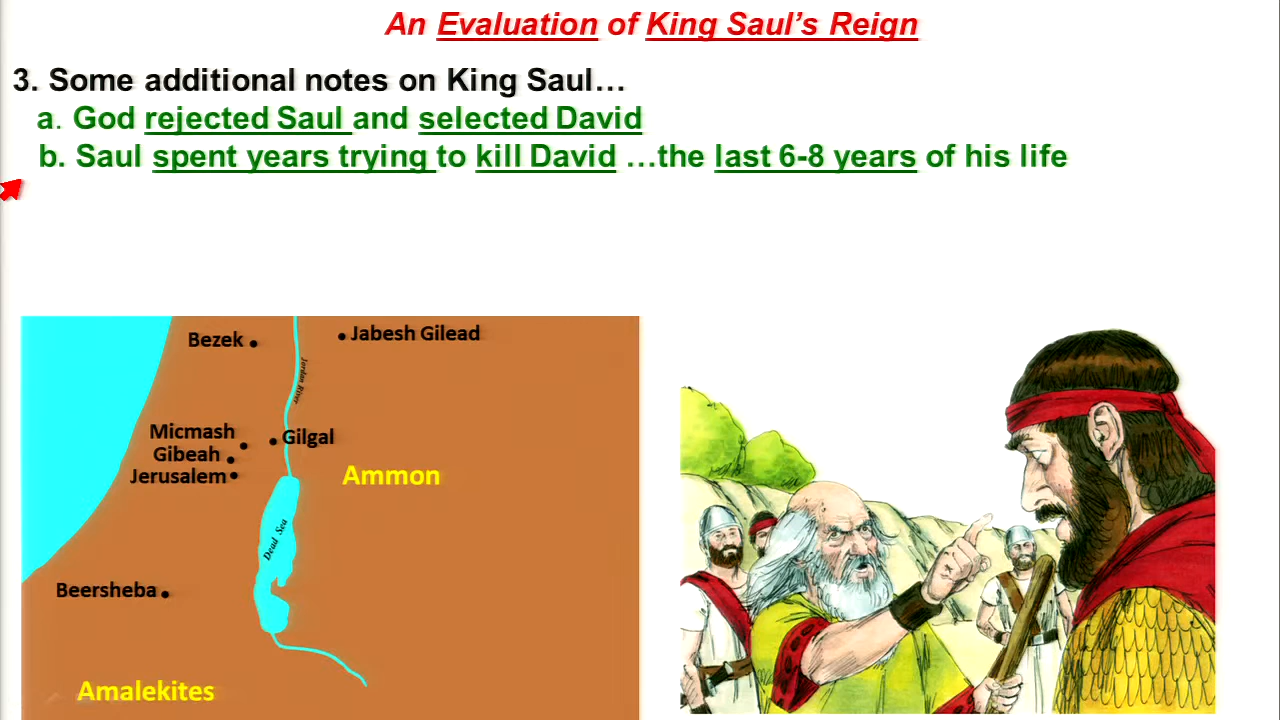 An Evaluation of King Saul’s Reign
3. Some additional notes on King Saul…
a. God rejected Saul and selected David
b. Saul spent years trying to kill David …the last 6-8 years of his life
Bezek
Jabesh Gilead
Jordan River
Micmash
Gilgal
Gibeah
Jerusalem
Ammon
Dead Sea
Beersheba
Amalekites